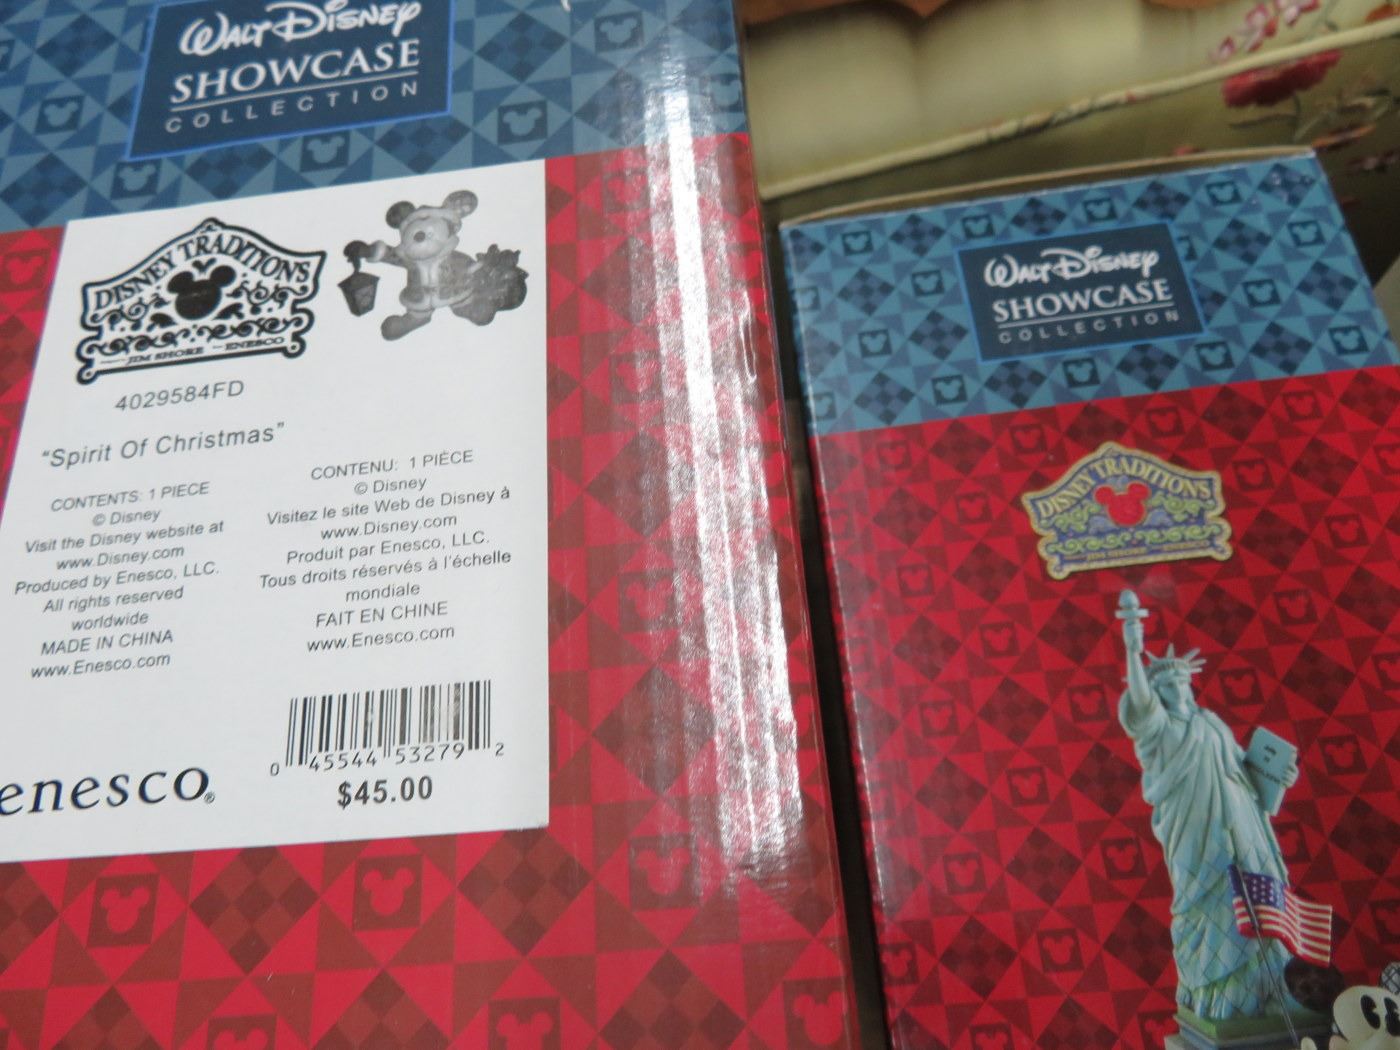 WALT DISNEY
SHOWCASE
COLLECTION
DISNEY TRADITIONS
JIM SHORE ENESCO
4029584FD
"Spirit Of Christmas"
CONTENTS: 1 PIECE
© Disney
Visit the Disney website at
www.Disney.com
Produced by Enesco, LLC.
All rights reserved
worldwide
MADE IN CHINA
www.Enesco.com
CONTENU: 1 PIÈCE
© Disney
Visitez le site Web de Disney à
www.Disney.com
Produit par Enesco, LLC.
Tous droits réservés à l'échelle
mondiale
FAIT EN CHINE
www.Enesco.com
0 45544 53279 2
$45.00
enesco®
WALT DISNEY
SHOWCASE
COLLECTION
DISNEY TRADITIONS
JIM SHORE ENESCO